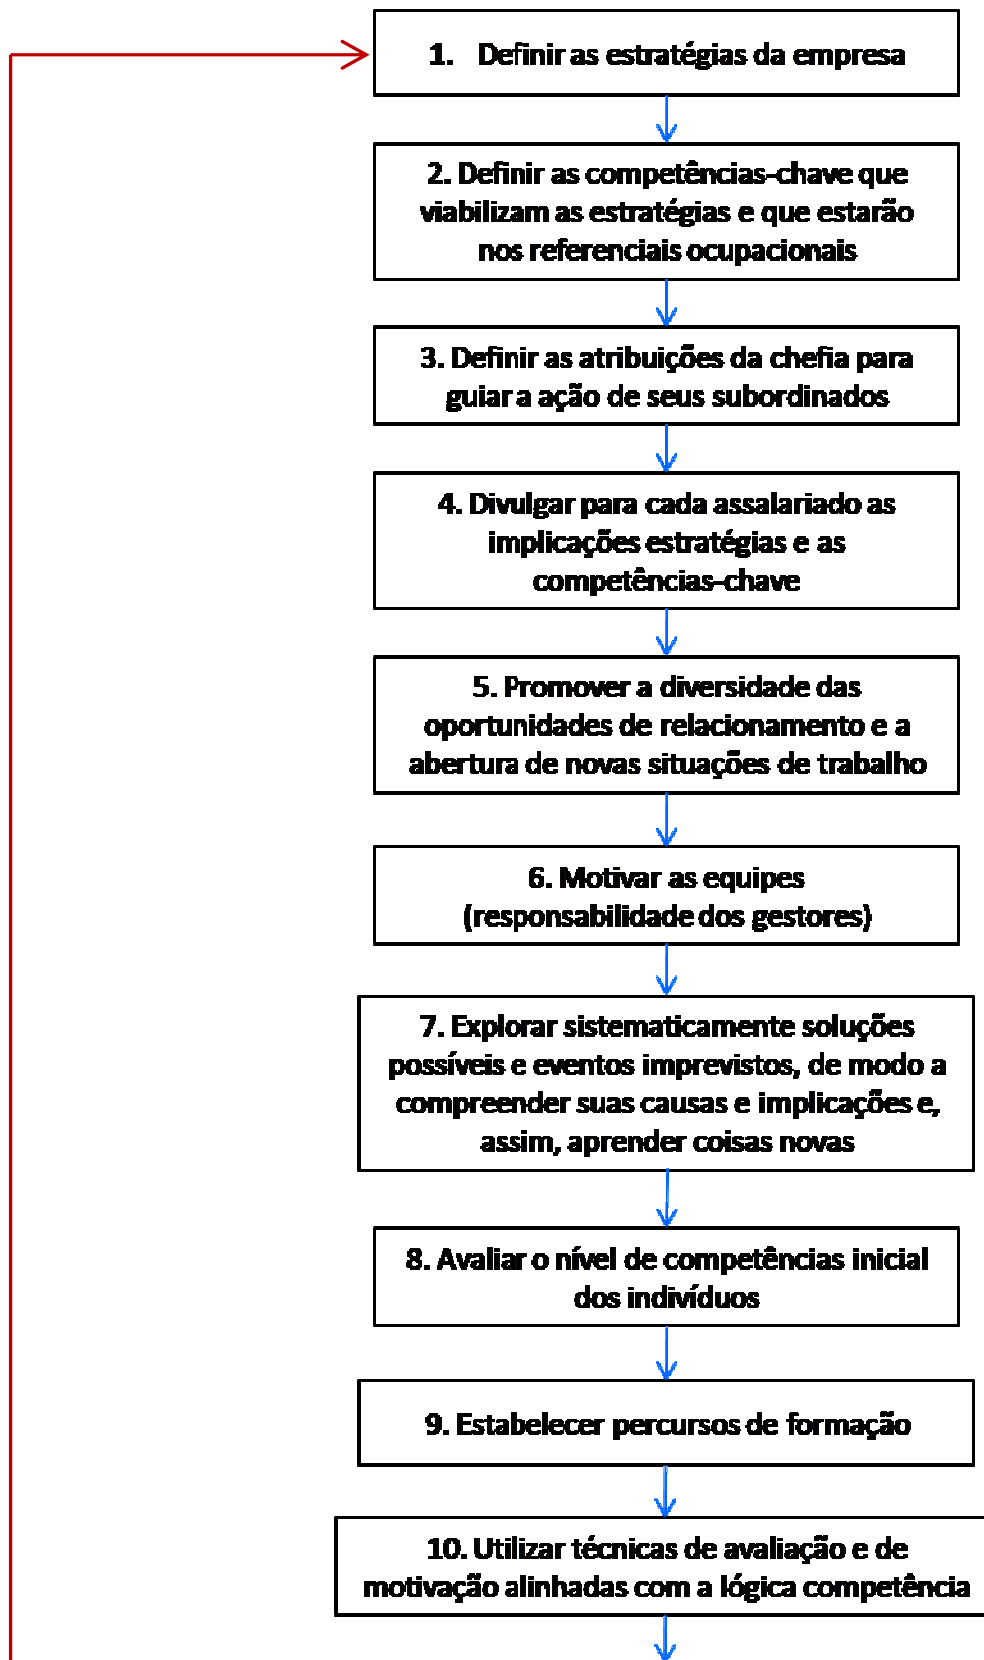 1. Definir as estratégias da empresa
2. Definir as competências-chave que
viabilizam as estratégias e que estarão
nos referenciais ocupacionais
3. Definir as atribuições da chefia para
guiar a ação de seus subordinados
4. Divulgar para cada assalariado as
implicações estratégias e as
competências-chave
5. Promover a diversidade das
oportunidades de relacionamento e a
abertura de novas situações de trabalho
6. Motivar as equipes
(responsabilidade dos gestores)
7. Explorar sistematicamente soluções
possíveis e eventos imprevistos, de modo a
compreender suas causas e implicações e,
assim, aprender coisas novas
8. Avaliar o nível de competências inicial
dos indivíduos
9. Estabelecer percursos de formação
10. Utilizar técnicas de avaliação e de
motivação alinhadas com a lógica competência